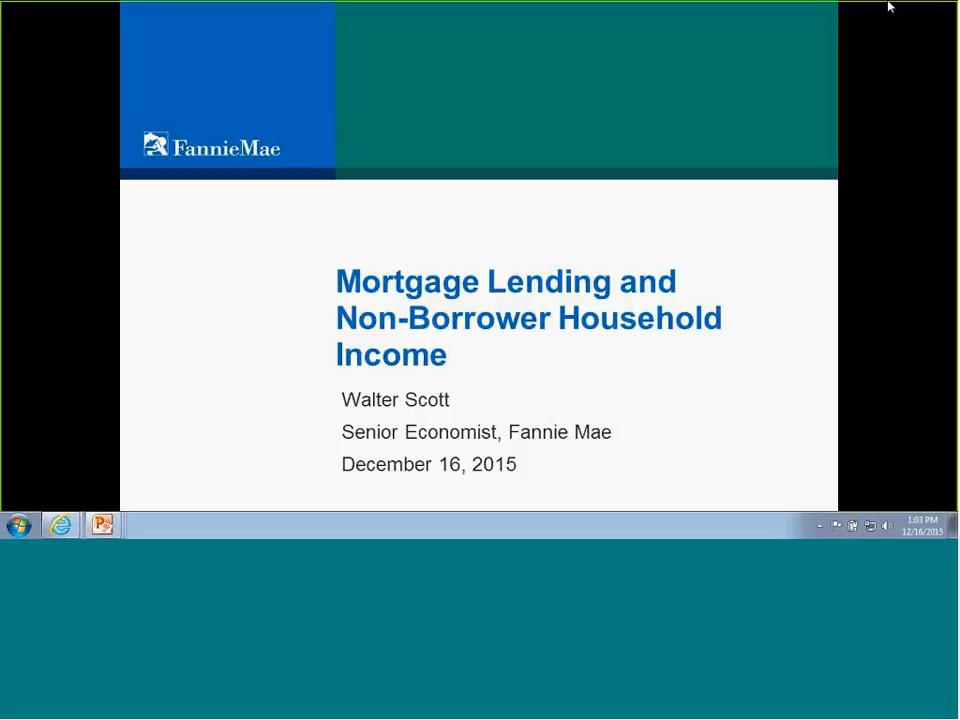 FannieMae
Mortgage Lending and
Non-Borrower Household
Income
Walter Scott
Senior Economist, Fannie Mae
December 16, 2015
1:03 PM
12/16/2015